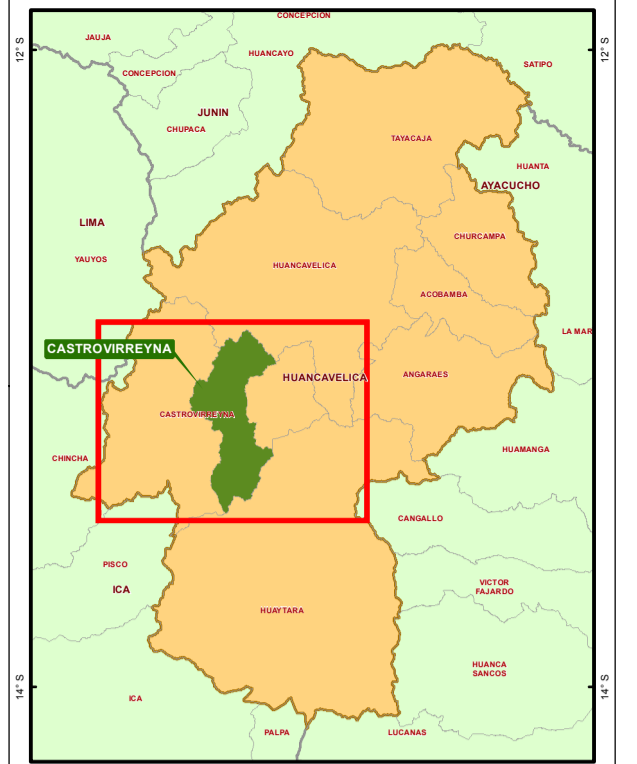 CONCEPCION
JAUJA
12° S
12° S
HUANCAYO
SATIPO
CONCEPCION
JUNIN
CHUPACA
TAYACAJA
HUANTA
AYACUCHO
LIMA
CHURCAMPA
YAUYOS
HUANCAVELICA
ACOBAMBA
LA MAR
CASTROVIRREYNA
HUANCAVELICA
ANGARAES
CASTROVIRREYNA
CHINCHA
HUAMANGA
CANGALLO
PISCO
ICA
VICTOR
FAJARDO
HUAYTARA
HUANCA
SANCOS
14° S
14° S
ICA
PALPA
LUCANAS